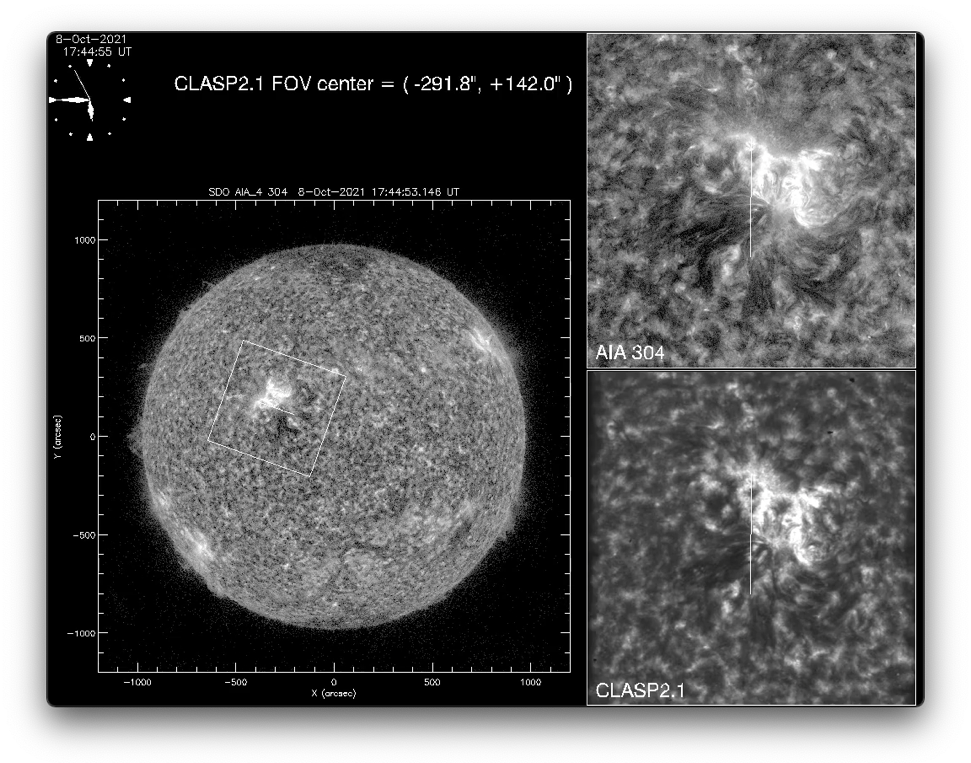 8-Oct-2021
17:44:55 UT
CLASP2.1 FOV center = ( -291.8", +142.0" )
SDO AIA_4 304 8-Oct-2021 17:44:53.146 UT
1000
500
0
-500
-1000
Y (arcsec)
-1000 -500 0 500 1000
X (arcsec)
AIA 304
CLASP2.1